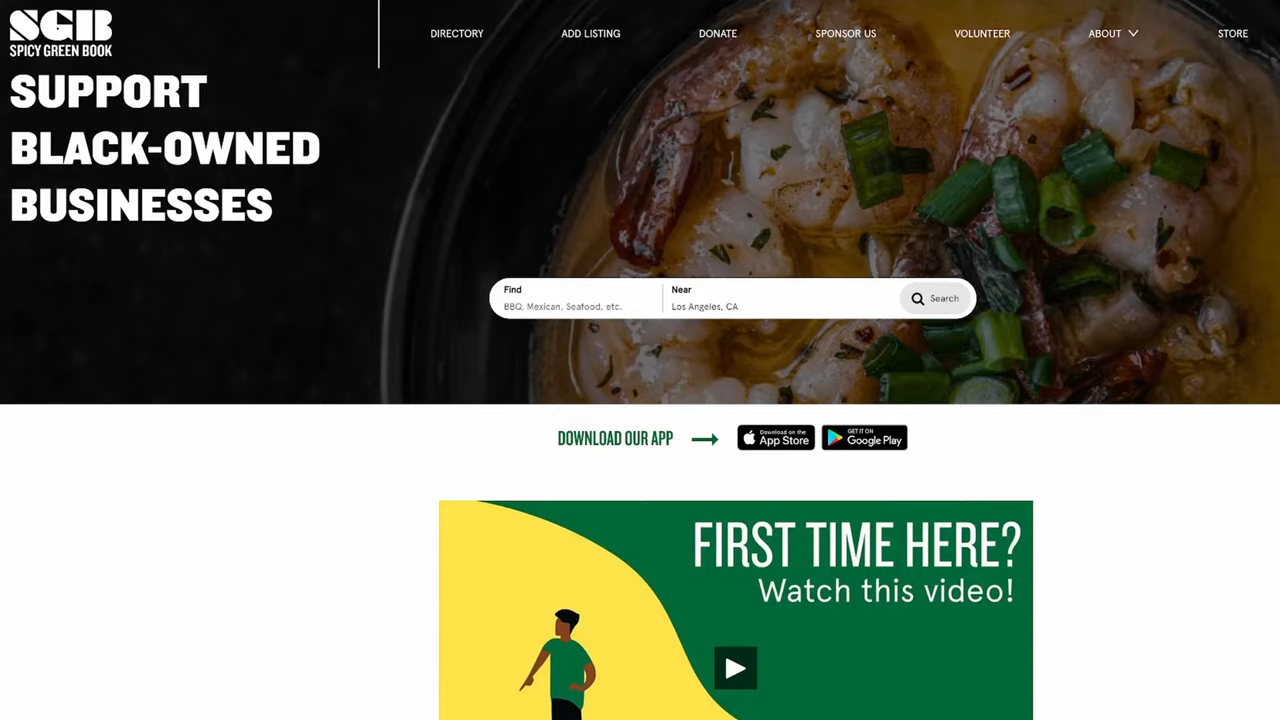 SGB
SPICY GREEN BOOK
DIRECTORY
ADD LISTING
DONATE
SPONSOR US
VOLUNTEER
ABOUT
STORE
SUPPORT
BLACK-OWNED
BUSINESSES
Find
BBQ, Mexican, Seafood, etc.
Near
Los Angeles, CA
Search
DOWNLOAD OUR APP
Download on the
App Store
GET IT ON
Google Play
FIRST TIME HERE?
Watch this video!